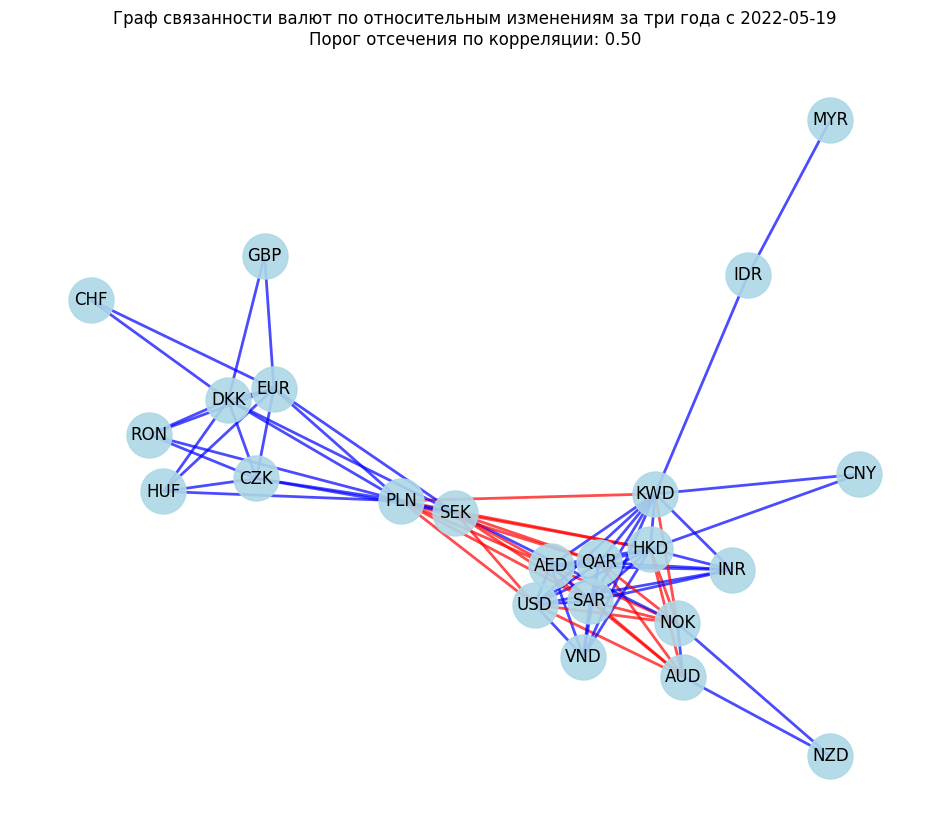 Граф связанности валют по относительным изменениям за три года с 2022-05-19
Порог отсечения по корреляции: 0.50
MYR
GBP
IDR
CHF
EUR
DKK
RON
CNY
CZK
HUF
KWD
PLN
SEK
HKD
QAR
AED
INR
SAR
USD
NOK
VND
AUD
NZD